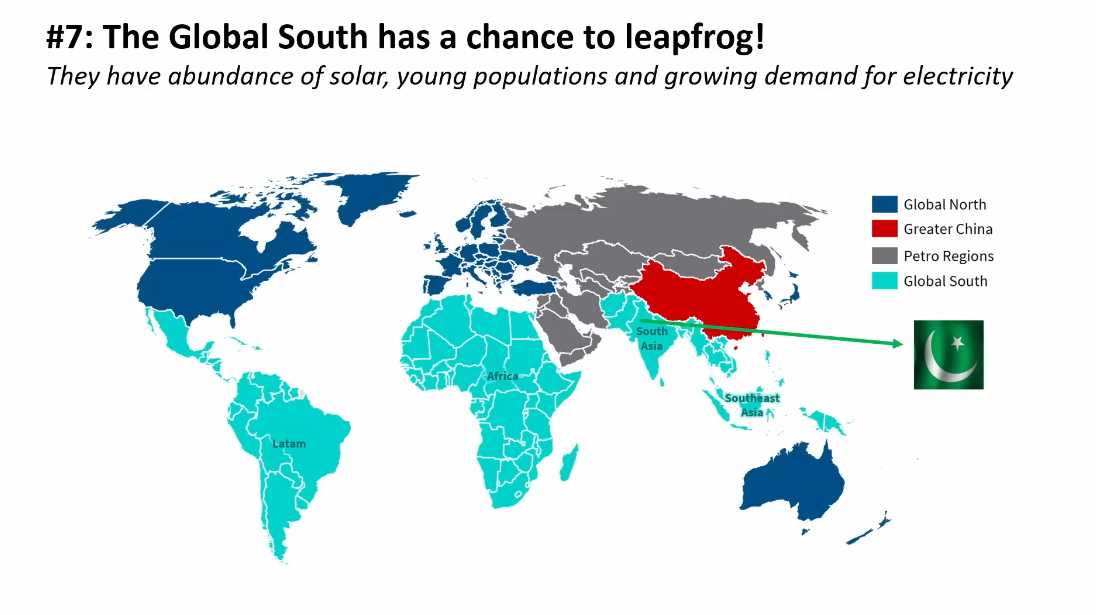 #7: The Global South has a chance to leapfrog!
They have abundance of solar, young populations and growing demand for electricity
Global North
Greater China
Petro Regions
Global South
South
Asia
Africa
Southeast
Asia
Latam